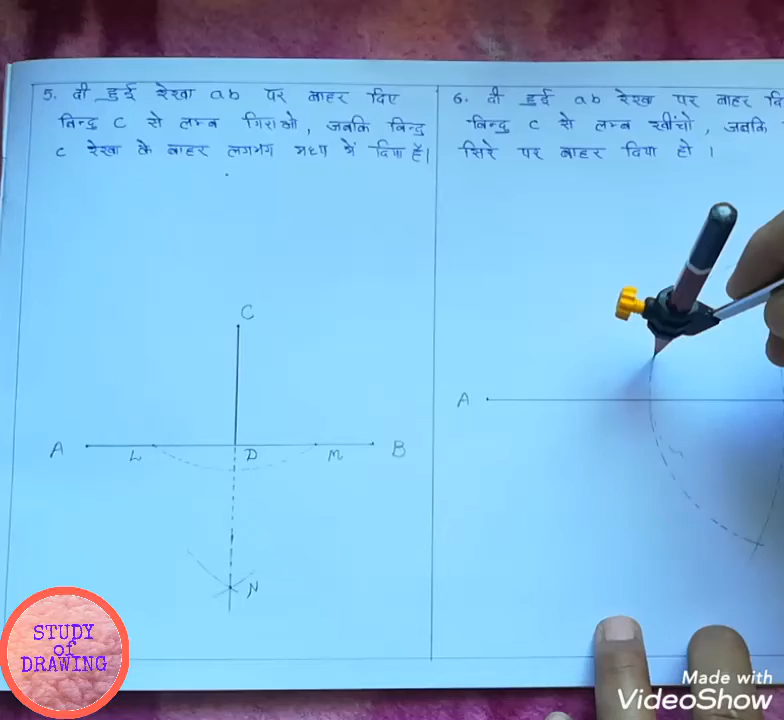 5. दी हुई रेखा ab पर बाहर दिए
बिन्दु C से लम्ब गिराओ, जबकि बिन्दु
C रेखा के बाहर लगभग मध्य में दिया है।
6. दी हुई ab रेखा पर बाहर
बिन्दु C से लम्ब खींचो, जबकि
सिरे पर बाहर दिया हो ।
C
A
A L D M B
N
STUDY
of
DRAWING
Made with
VideoShow